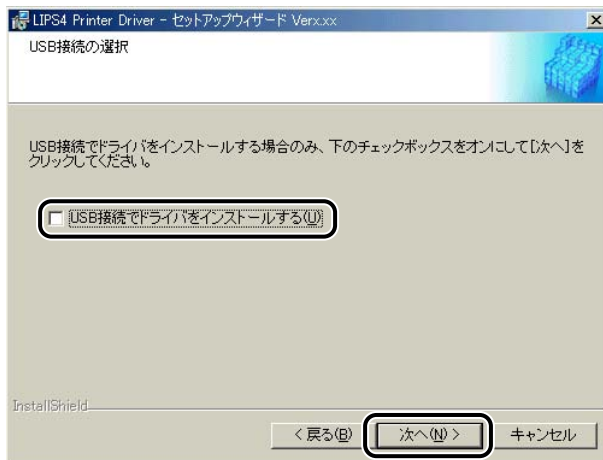 LIPS4 Printer Driver - セットアップウィザード Verx.xx
USB接続の選択
USB接続でドライバをインストールする場合のみ、下のチェックボックスをオンにして[次へ]を
クリックしてください。
USB接続でドライバをインストールする(U)
InstallShield
< 戻る(B)
次へ(N) >
キャンセル